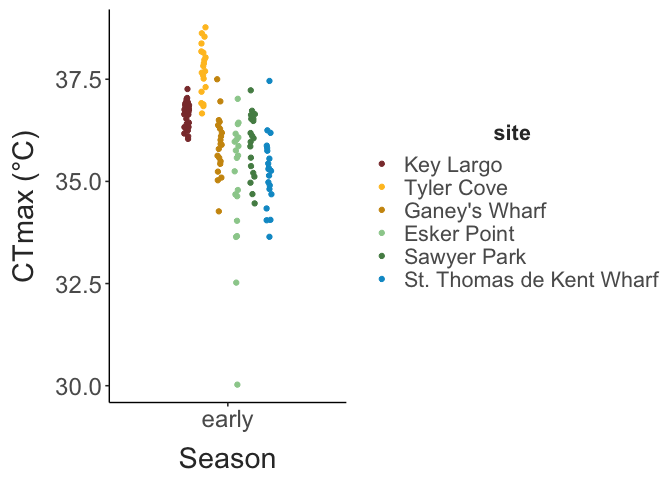 CTmax (°C)
37.5
35.0
32.5
30.0
early
Season
site
Key Largo
Tyler Cove
Ganey's Wharf
Esker Point
Sawyer Park
St. Thomas de Kent Wharf